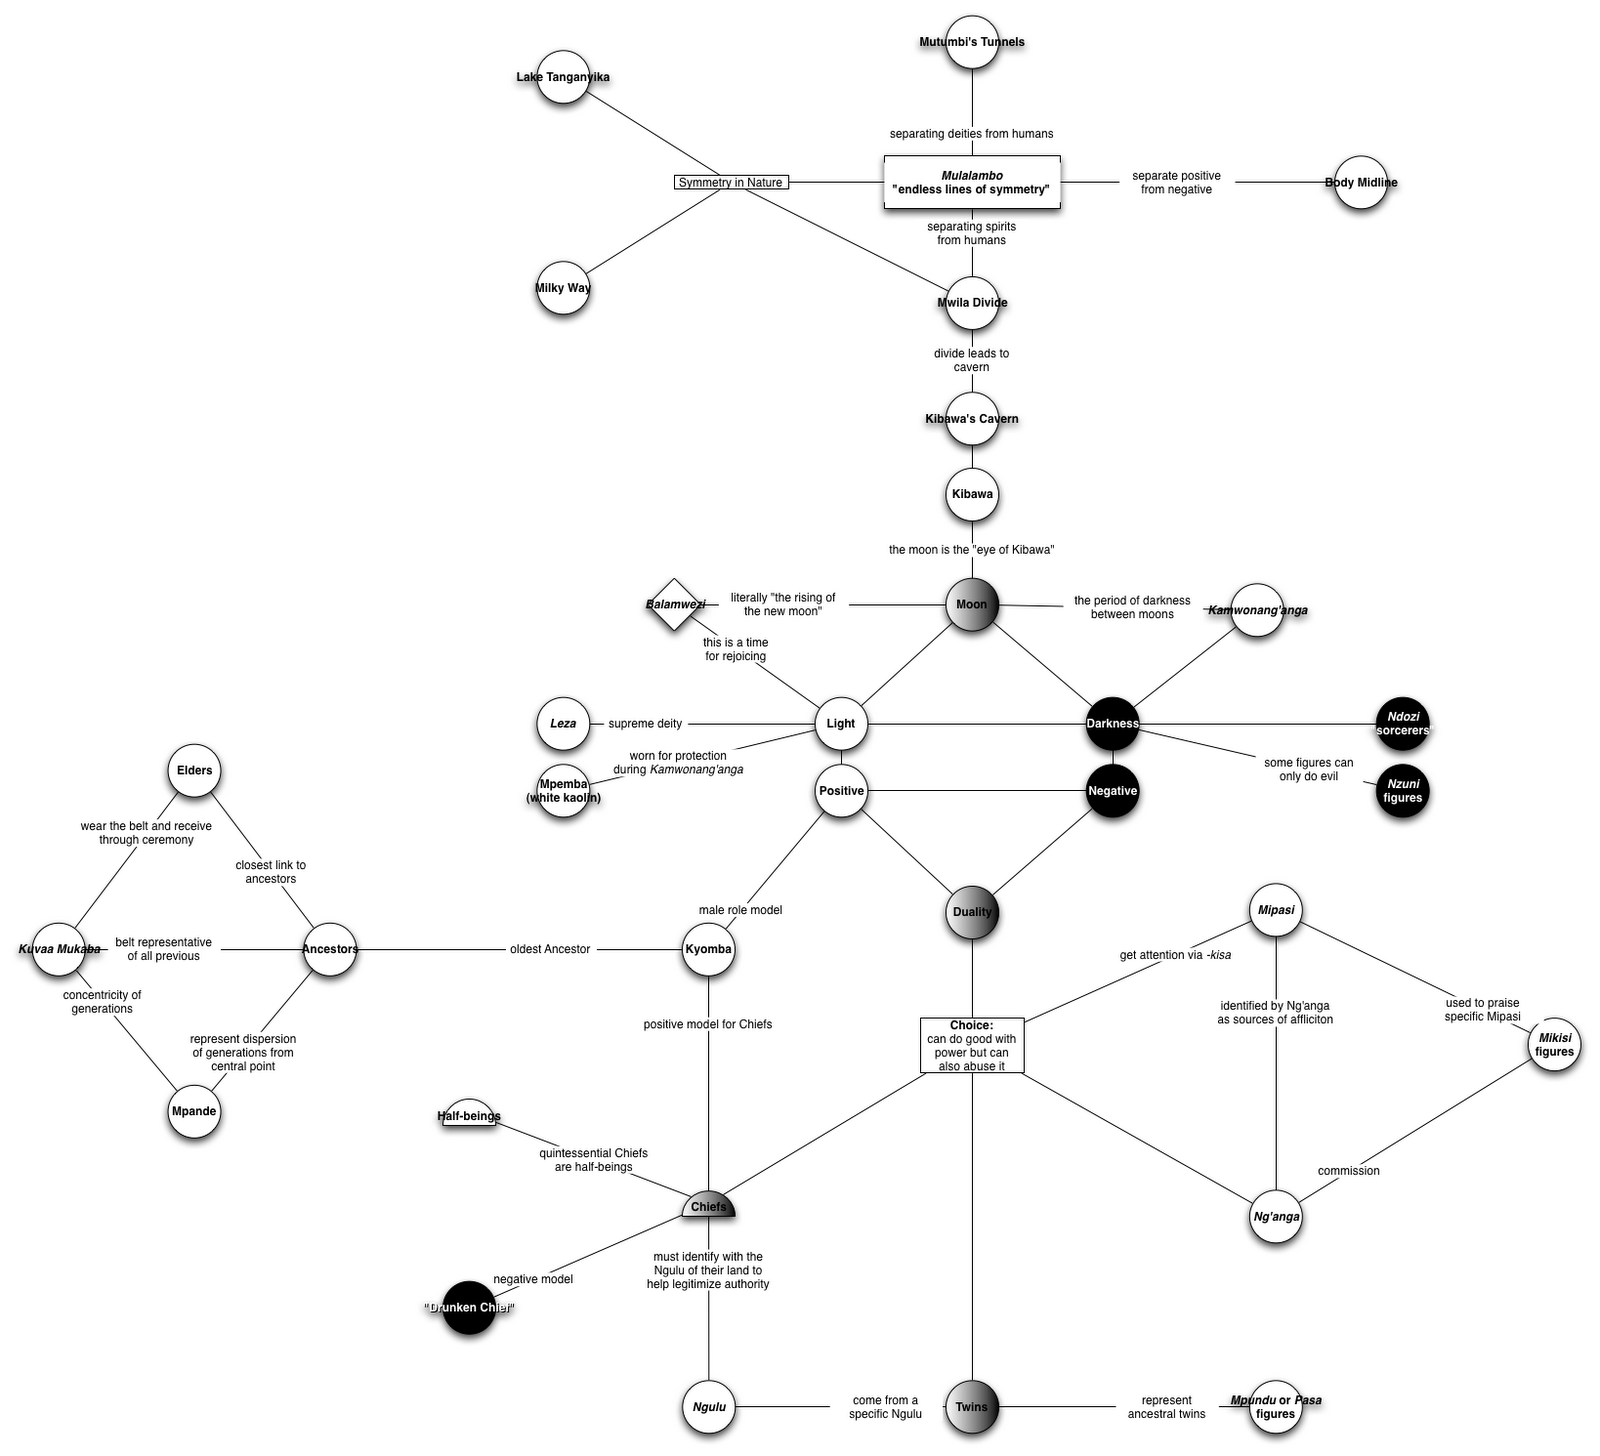 Mutumbi's Tunnels
Lake Tanganyika
separating deities from humans
Symmetry in Nature
Mulalambo
"endless lines of symmetry"
separate positive
from negative
Body Midline
separating spirits
from humans
Milky Way
Mwila Divide
divide leads to
cavern
Kibawa's Cavern
Kibawa
the moon is the "eye of Kibawa"
Balamwezi
literally "the rising of
the new moon"
Moon
the period of darkness
between moons
Kamwonang'anga
this is a time
for rejoicing
Leza
supreme deity
Light
Darkness
Ndozi
"sorcerers"
worn for protection
during Kamwonang'anga
some figures can
only do evil
Mpemba
(white kaolin)
Positive
Negative
Nzuni
figures
Elders
wear the belt and receive
through ceremony
closest link to
ancestors
male role model
Duality
Mipasi
Kuvaa Mukaba
belt representative
of all previous
Ancestors
oldest Ancestor
Kyomba
get attention via -kisa
concentricity of
generations
positive model for Chiefs
identified by Ng'anga
as sources of affliciton
used to praise
specific Mipasi
represent dispersion
of generations from
central point
Choice:
can do good with
power but can
also abuse it
Mikisi
figures
Mpande
Half-beings
quintessential Chiefs
are half-beings
commission
Chiefs
Ng'anga
must identify with the
Ngulu of their land to
help legitimize authority
negative model
"Drunken Chief"
Ngulu
come from a
specific Ngulu
Twins
represent
ancestral twins
Mpundu or Pasa
figures